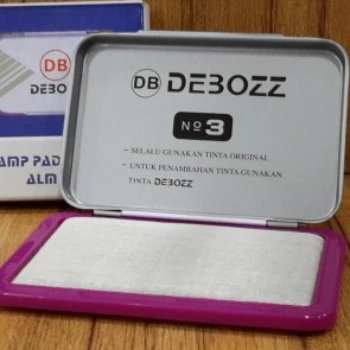 DB
DEBO
AMP PAD
ALM
DB DEBOZZ
No 3
- SELALU GUNAKAN TINTA ORIGINAL
- UNTUK PENAMBAHAN TINTA GUNAKAN
TINTA DEBOZZ